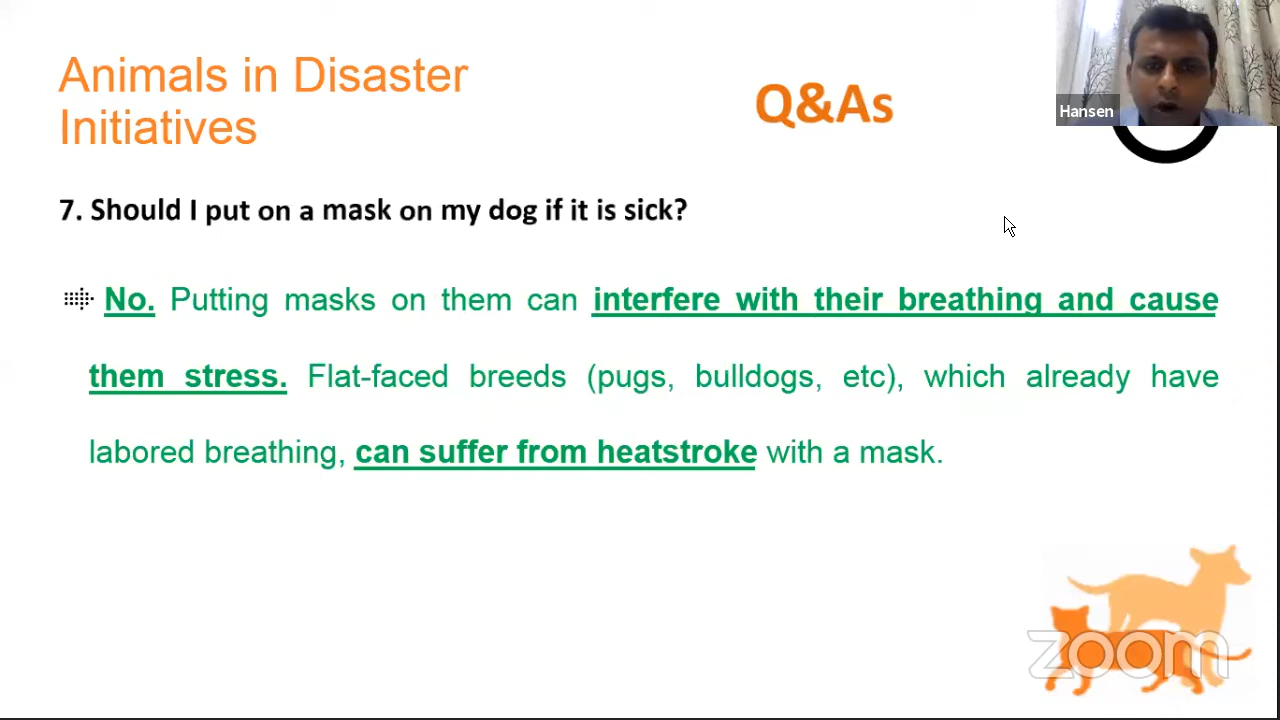 Animals in Disaster
Initiatives
Q&As
Hansen
7. Should I put on a mask on my dog if it is sick?
No. Putting masks on them can interfere with their breathing and cause
them stress. Flat-faced breeds (pugs, bulldogs, etc), which already have
labored breathing, can suffer from heatstroke with a mask.
zoom